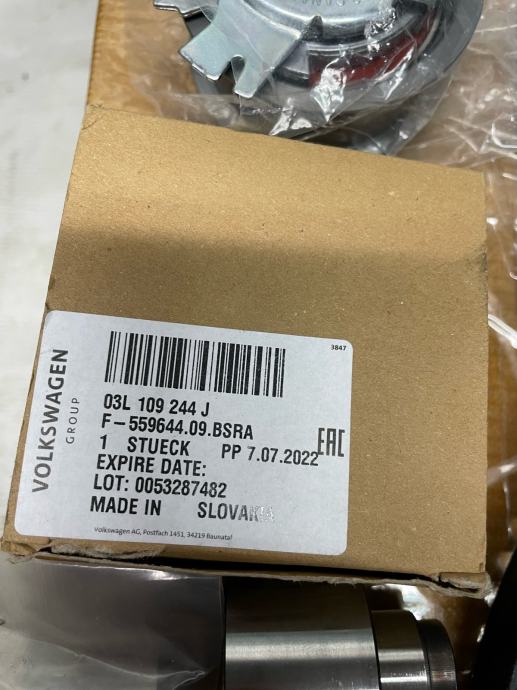 3847
VOLKSWAGEN
GROUP
03L 109 244 J
F-559644.09.BSRA
1 STUECK PP 7.07.2022
EAC
EXPIRE DATE:
LOT: 0053287482
MADE IN SLOVAKIA
Volkswagen AG, Postfach 1451, 34219 Baunatal